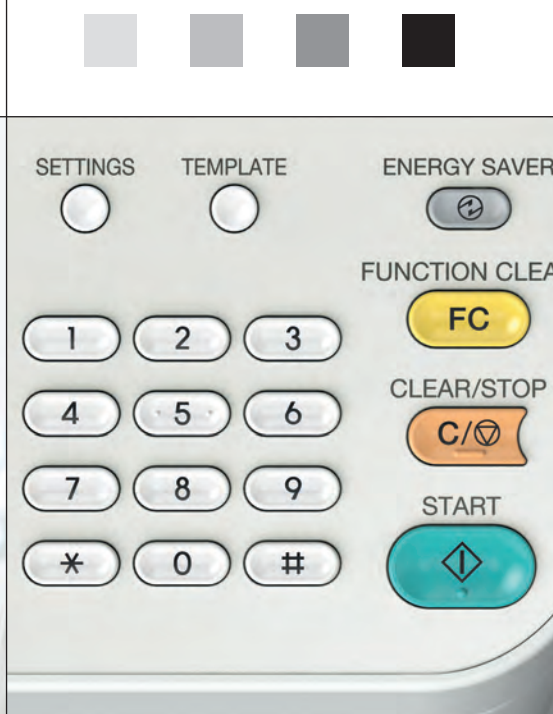 SETTINGS TEMPLATE ENERGY SAVER
FUNCTION CLEA
FC
1 2 3
CLEAR/STOP
4 5 6
C/
7 8 9
START
* 0 #